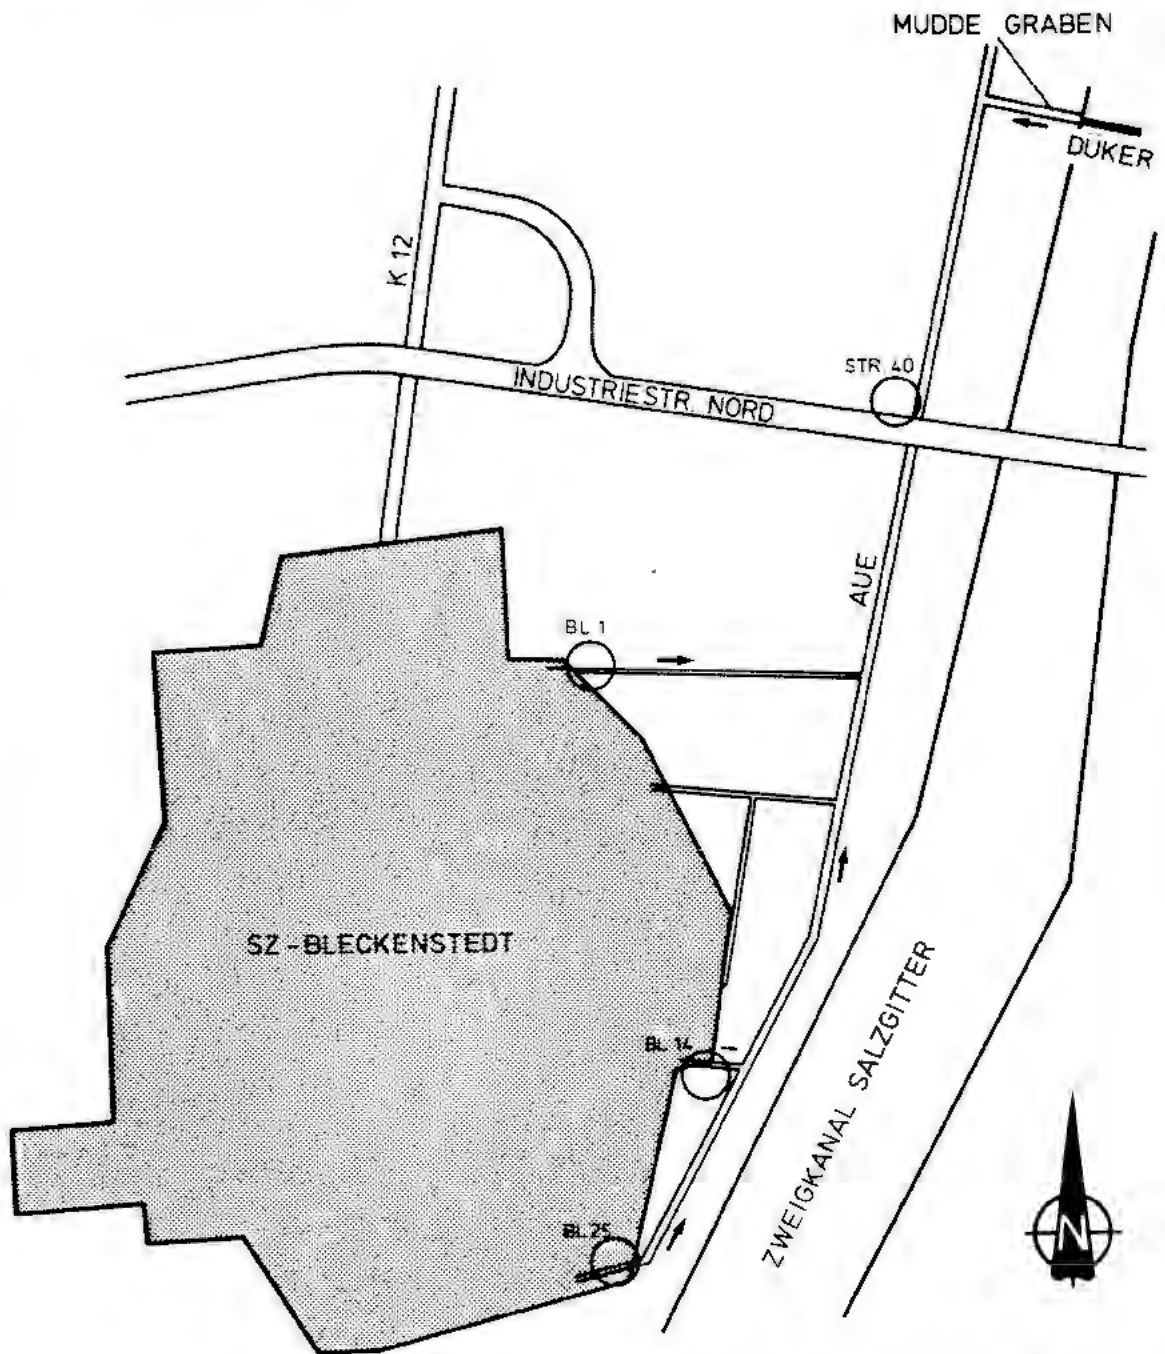 MUDDE GRABEN
DÜKER
K 12
STR. 40
INDUSTRIESTR. NORD
AUE
BL 1
SZ-BLECKENSTEDT
BL 14
ZWEIGKANAL SALZGITTER
BL 25
N